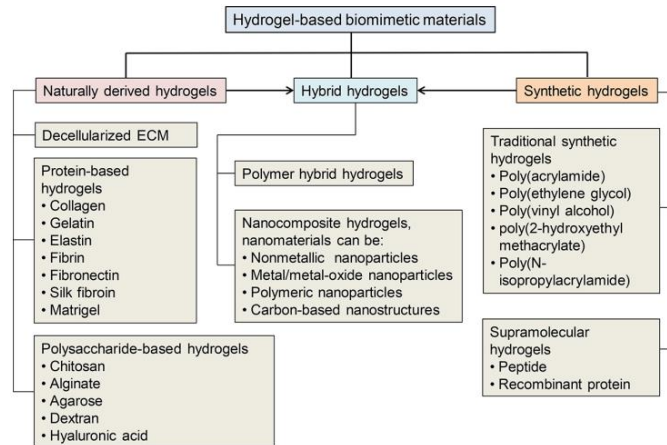 Hydrogel-based biomimetic materials
Naturally derived hydrogels
Hybrid hydrogels
Synthetic hydrogels
Decellularized ECM
Protein-based
hydrogels
• Collagen
• Gelatin
• Elastin
• Fibrin
• Fibronectin
• Silk fibroin
• Matrigel
Polysaccharide-based hydrogels
• Chitosan
• Alginate
• Agarose
• Dextran
• Hyaluronic acid
Polymer hybrid hydrogels
Nanocomposite hydrogels,
nanomaterials can be:
• Nonmetallic nanoparticles
• Metal/metal-oxide nanoparticles
• Polymeric nanoparticles
• Carbon-based nanostructures
Traditional synthetic
hydrogels
• Poly(acrylamide)
• Poly(ethylene glycol)
• Poly(vinyl alcohol)
• poly(2-hydroxyethyl
methacrylate)
• Poly(N-
isopropylacrylamide)
Supramolecular
hydrogels
• Peptide
• Recombinant protein